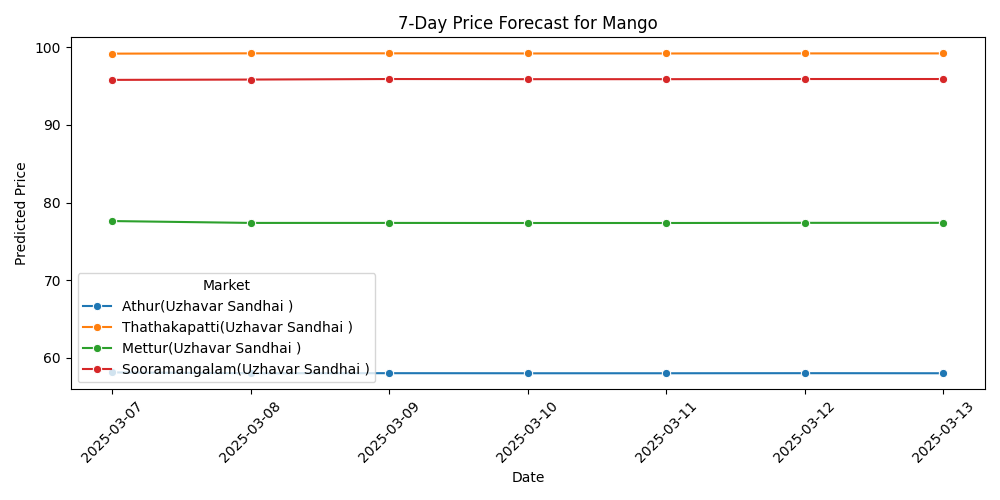 7-Day Price Forecast for Mango
Predicted Price
100
90
80
70
60
Market
Athur(Uzhavar Sandhai )
Thathakapatti(Uzhavar Sandhai )
Mettur(Uzhavar Sandhai )
Sooramangalam(Uzhavar Sandhai )
2025-03-07
2025-03-08
2025-03-09
2025-03-10
2025-03-11
2025-03-12
2025-03-13
Date